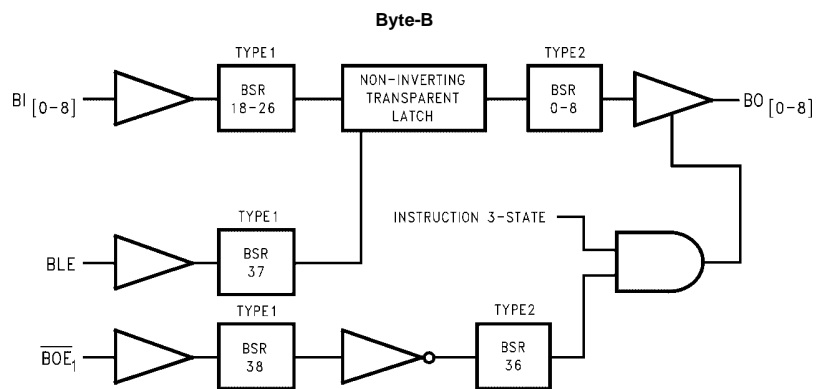 Byte-B
TYPE1
TYPE2
BI [0-8]
BSR
18-26
NON-INVERTING
TRANSPARENT
LATCH
BSR
0-8
BO [0-8]
TYPE1
INSTRUCTION 3-STATE
BLE
BSR
37
TYPE1
TYPE2
BOE1
BSR
38
BSR
36